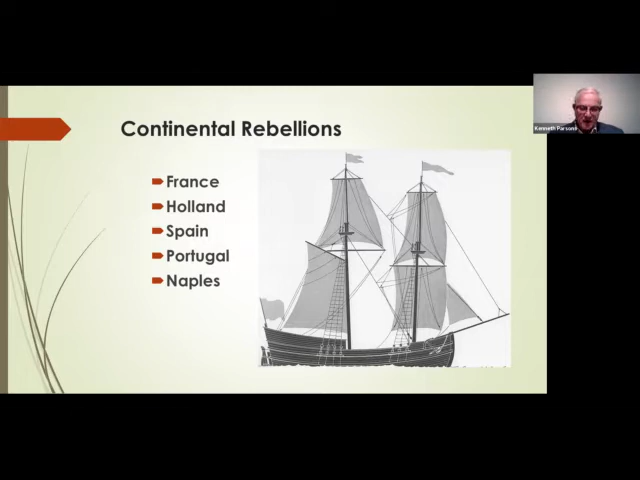 Continental Rebellions
France
Holland
Spain
Portugal
Naples
Kenneth Parsons